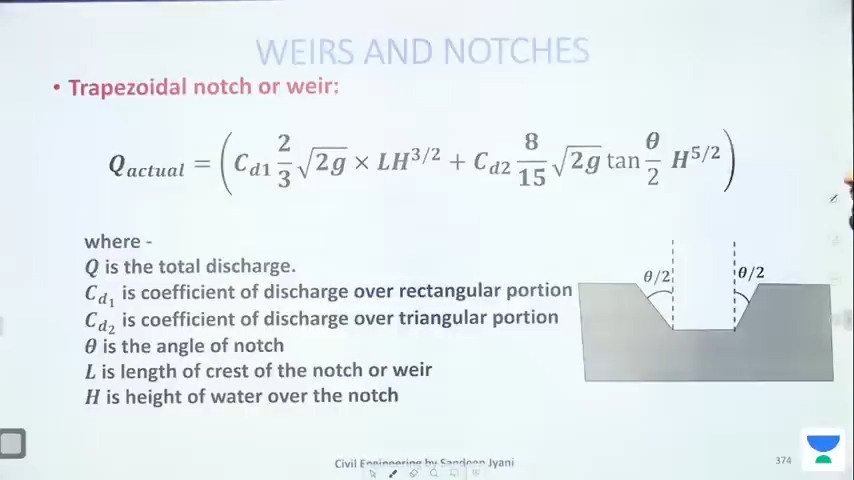 WEIRS AND NOTCHES
• Trapezoidal notch or weir:
Q_actual = (C_d1 2/3 √2g × LH^3/2 + C_d2 8/15 √2g tan θ/2 H^5/2)
where -
Q is the total discharge.
C_d1 is coefficient of discharge over rectangular portion
C_d2 is coefficient of discharge over triangular portion
θ is the angle of notch
L is length of crest of the notch or weir
H is height of water over the notch
θ/2 θ/2
Civil Engineering by Sandeep Jyani
374